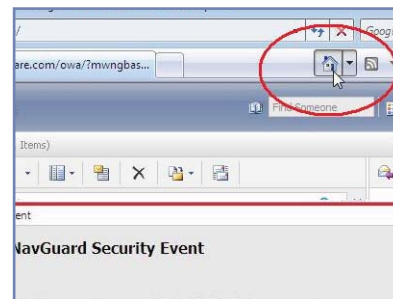 /
Goog
are.com/owa/?mwngbas...
Find Someone
Items)
ent
NavGuard Security Event